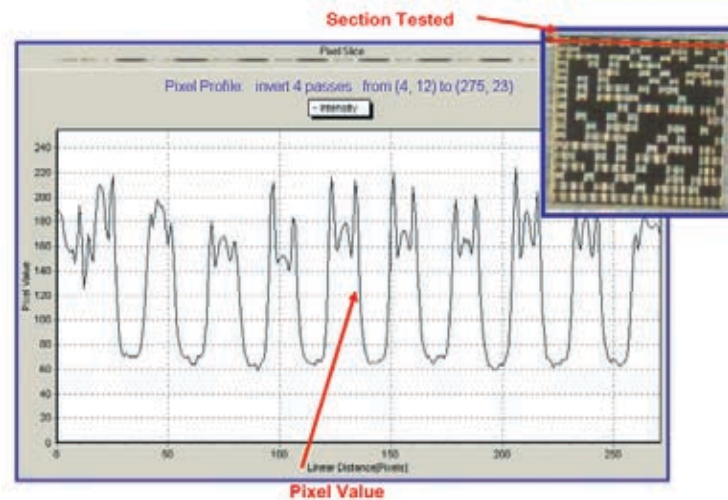 Section Tested
Pixel Slice
Pixel Profile: invert 4 passes from (4, 12) to (275, 23)
Intensity
240
220
200
180
160
140
120
100
80
60
40
20
0
Pixel Value
0 50 100 150 200 250
Linear Distance(Pixels)
Pixel Value